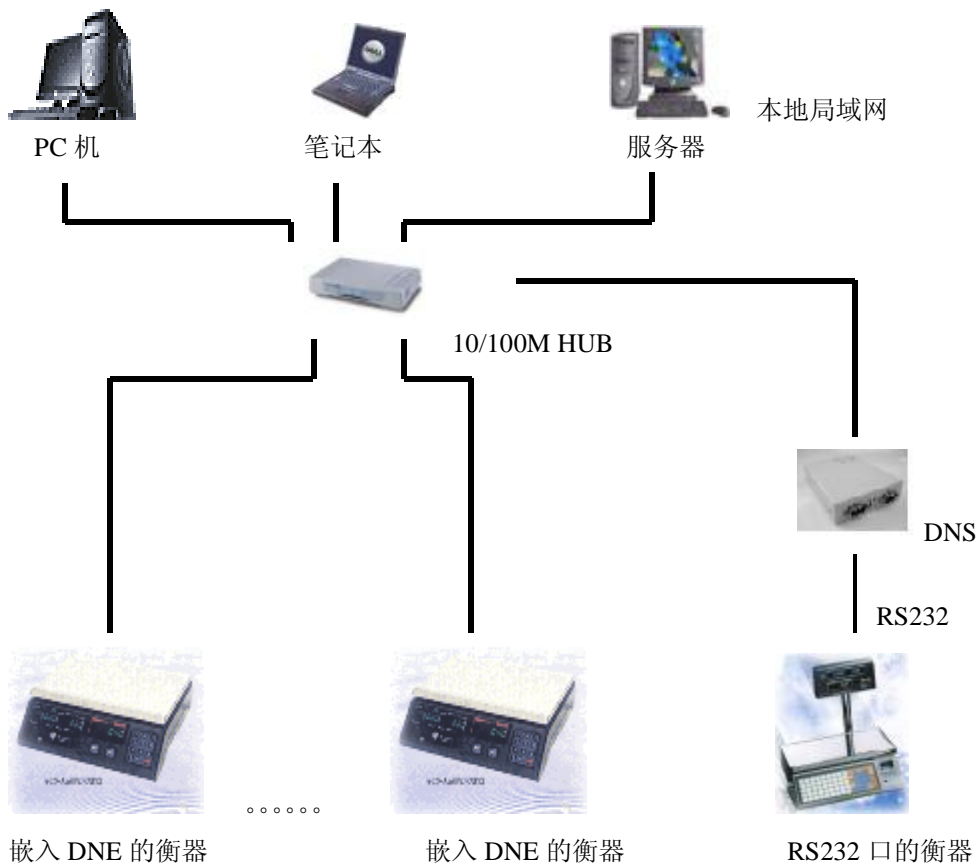 本地局域网
PC 机
笔记本
服务器
10/100M HUB
DNS
RS232
。。。。。。
嵌入 DNE 的衡器
嵌入 DNE 的衡器
RS232 口的衡器